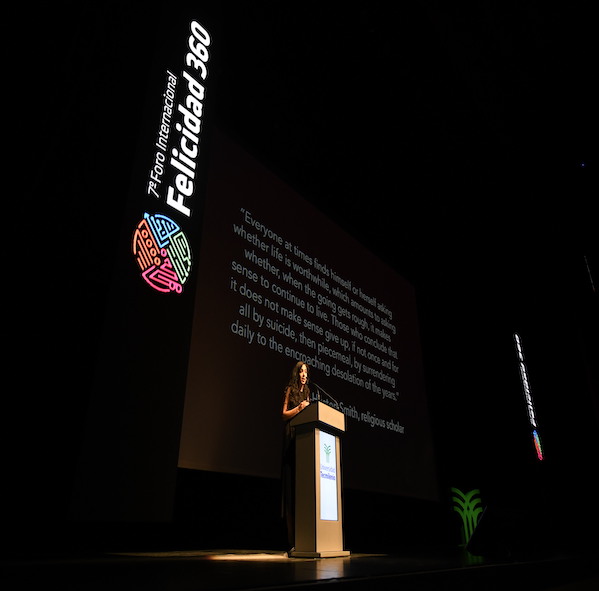 7º Foro Internacional
Felicidad 360
"Everyone at times finds himself or herself asking
whether life is worthwhile, which amounts to asking
whether, when the going gets rough, it makes
sense to continue to live. Those who conclude that
it does not make sense give up, if not once and for
all by suicide, then piecemeal, by surrendering
daily to the encroaching desolation of the years."
Smith, religious scholar
Universidad
Tecmilenio